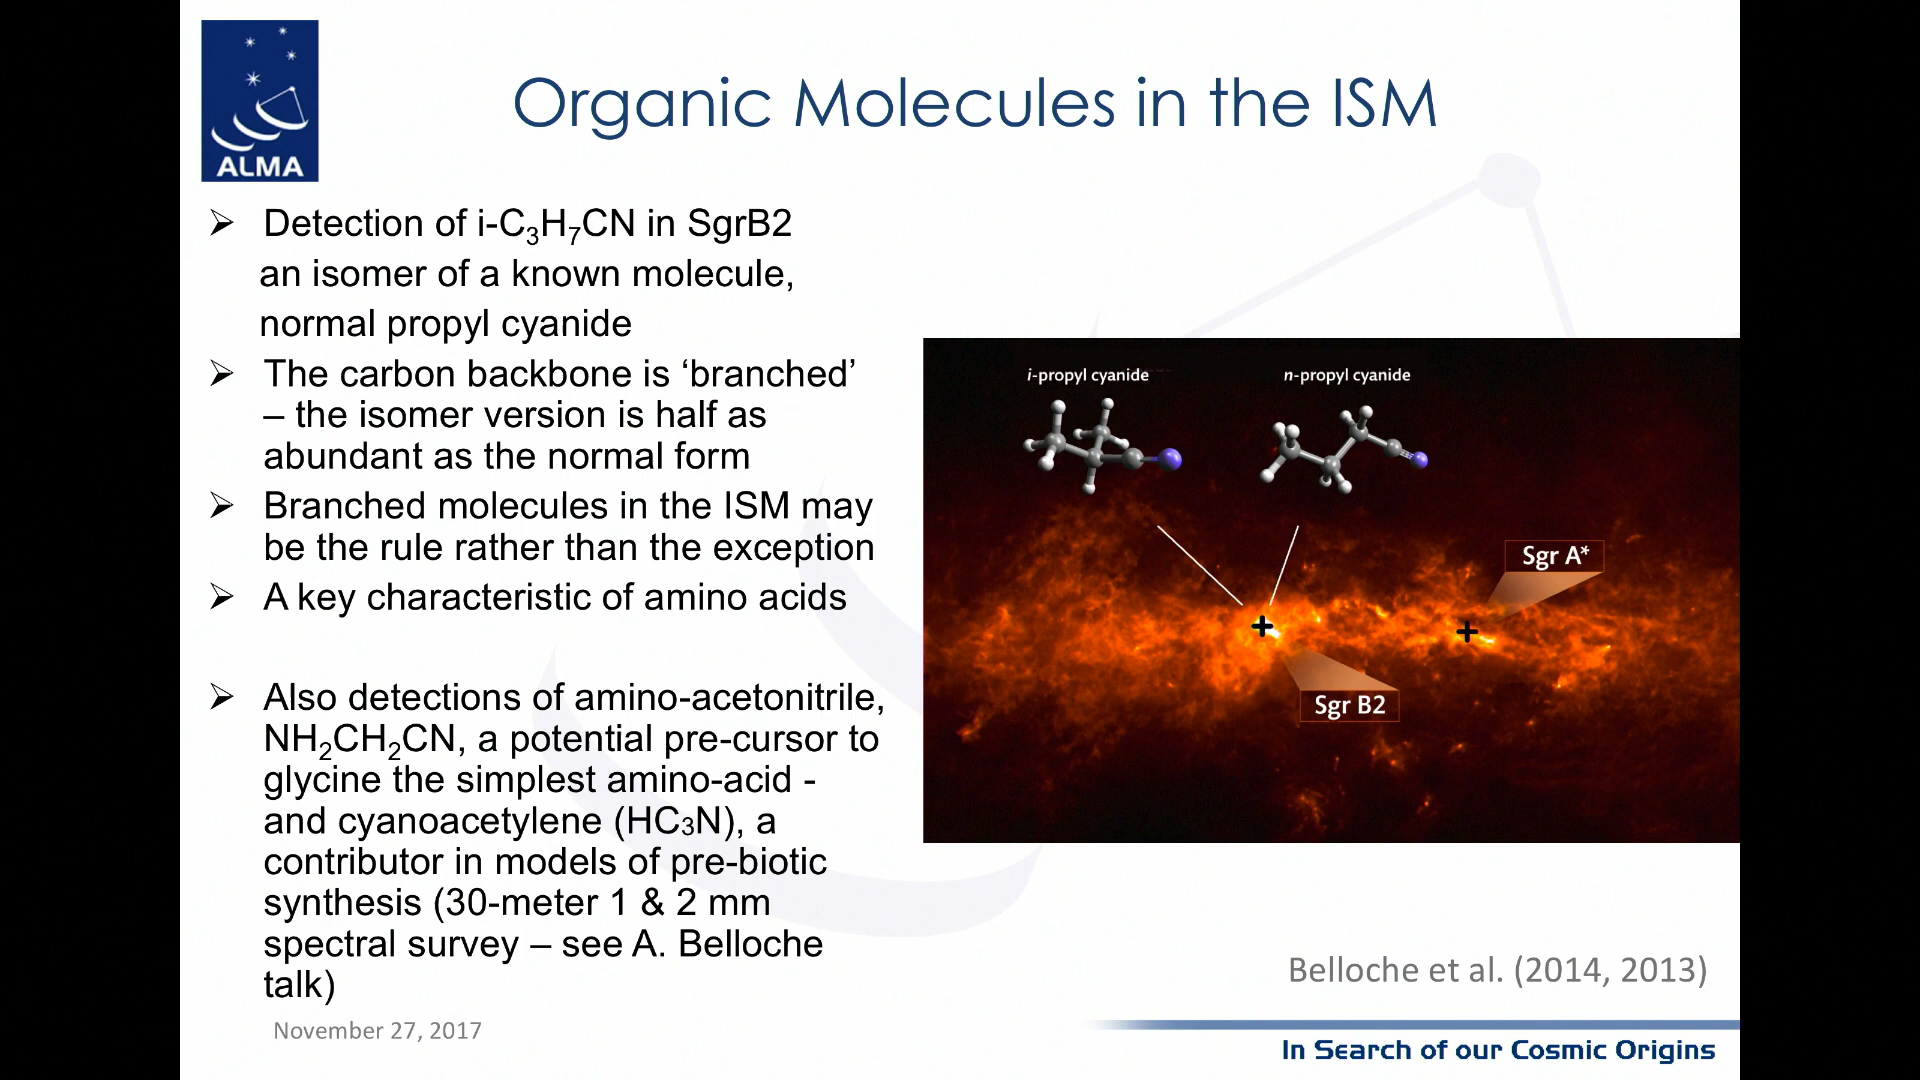 ALMA
Organic Molecules in the ISM
➢ Detection of i-C₃H₇CN in SgrB2
an isomer of a known molecule,
normal propyl cyanide
➢ The carbon backbone is ‘branched’
– the isomer version is half as
abundant as the normal form
➢ Branched molecules in the ISM may
be the rule rather than the exception
➢ A key characteristic of amino acids
➢ Also detections of amino-acetonitrile,
NH₂CH₂CN, a potential pre-cursor to
glycine the simplest amino-acid -
and cyanoacetylene (HC₃N), a
contributor in models of pre-biotic
synthesis (30-meter 1 & 2 mm
spectral survey – see A. Belloche
talk)
i-propyl cyanide
n-propyl cyanide
Sgr A*
Sgr B2
Belloche et al. (2014, 2013)
November 27, 2017
In Search of our Cosmic Origins